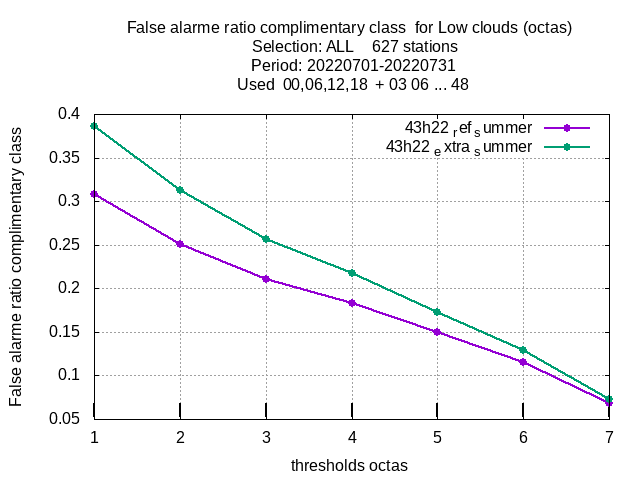 False alarme ratio complimentary class  for Low clouds (octas)
Selection: ALL    627 stations
Period: 20220701-20220731
Used  00,06,12,18  + 03 06 ... 48
43h22 ref summer
43h22 extra summer
False alarme ratio complimentary class
0.4
0.35
0.3
0.25
0.2
0.15
0.1
0.05
1 2 3 4 5 6 7
thresholds octas